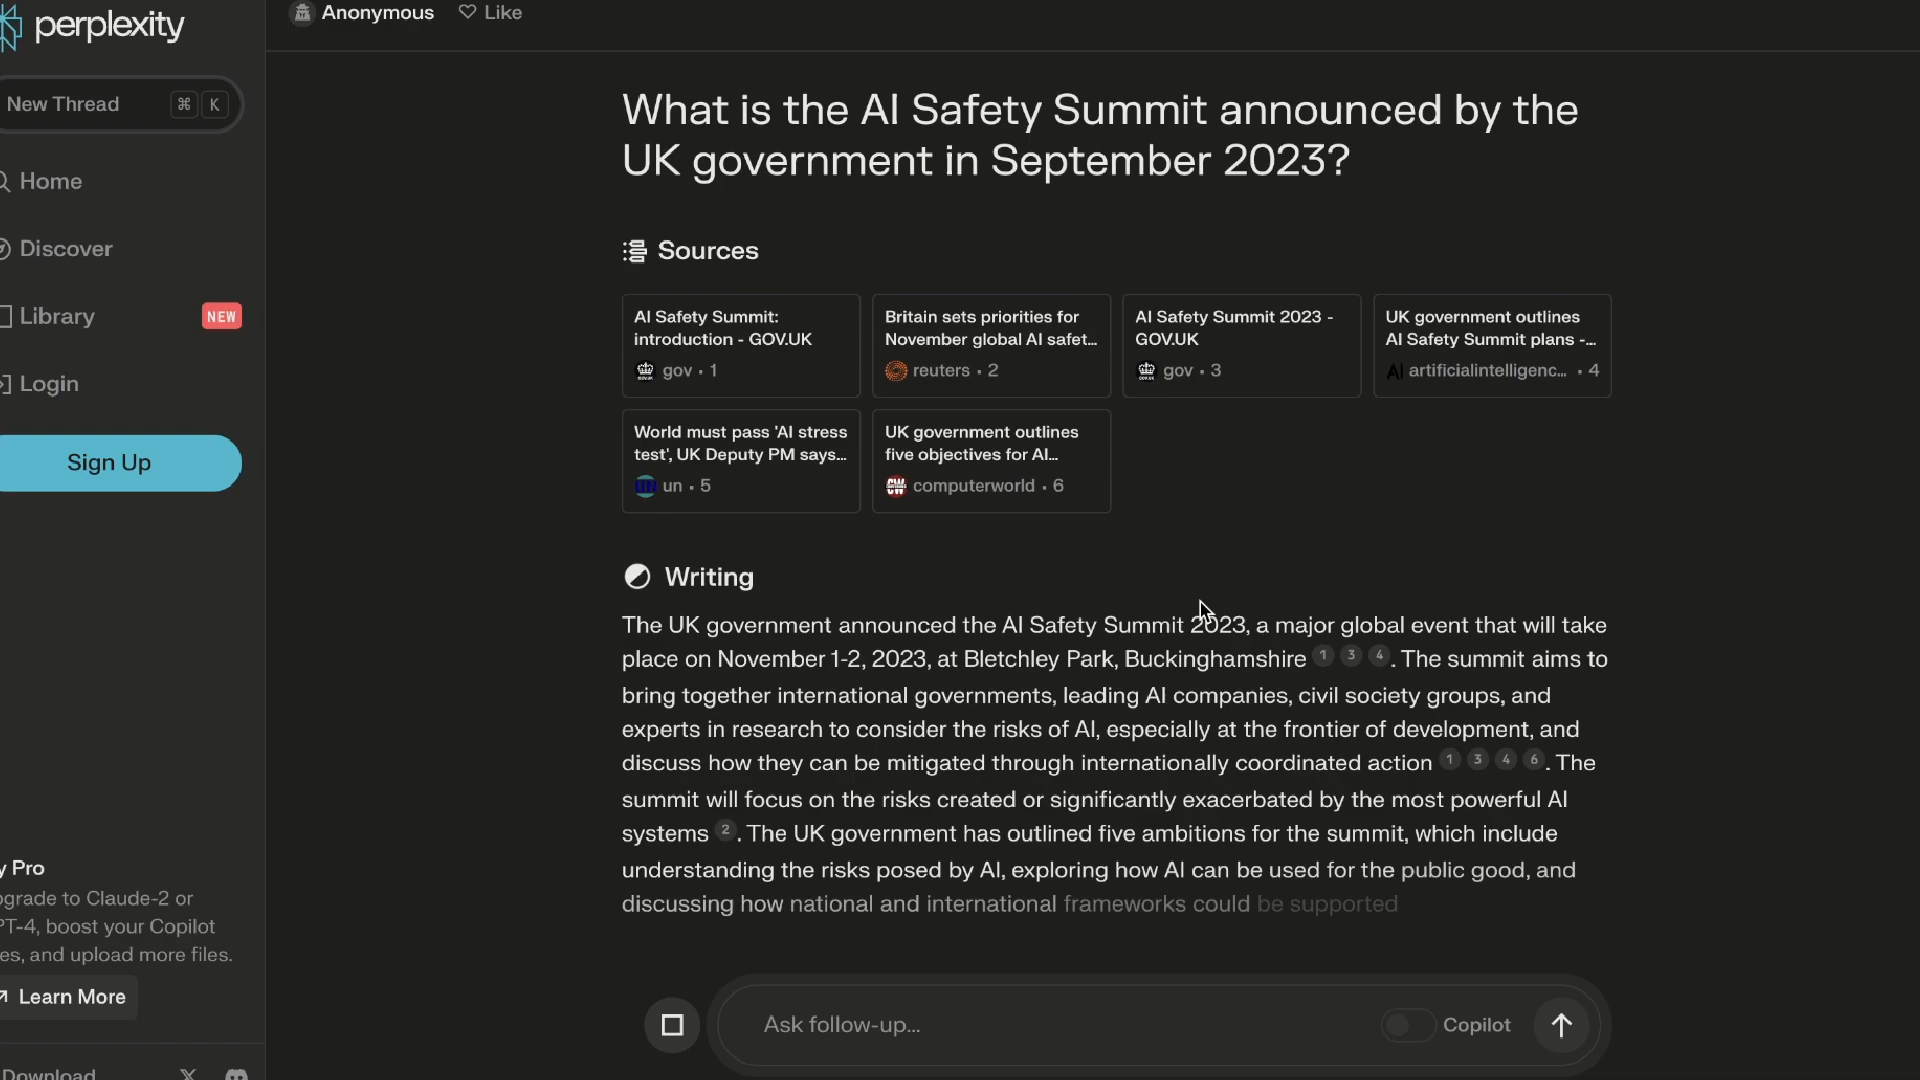 perplexity
Anonymous Like
New Thread ⌘ K
Home
Discover
Library NEW
Login
Sign Up
What is the AI Safety Summit announced by the
UK government in September 2023?
Sources
AI Safety Summit:
introduction - GOV.UK
gov · 1
Britain sets priorities for
November global AI safet...
reuters · 2
AI Safety Summit 2023 -
GOV.UK
gov · 3
UK government outlines
AI Safety Summit plans -...
artificialintelligenc... · 4
World must pass 'AI stress
test', UK Deputy PM says...
un · 5
UK government outlines
five objectives for AI...
computerworld · 6
Writing
The UK government announced the AI Safety Summit 2023, a major global event that will take
place on November 1-2, 2023, at Bletchley Park, Buckinghamshire 1 3 4. The summit aims to
bring together international governments, leading AI companies, civil society groups, and
experts in research to consider the risks of AI, especially at the frontier of development, and
discuss how they can be mitigated through internationally coordinated action 1 3 4 6. The
summit will focus on the risks created or significantly exacerbated by the most powerful AI
systems 2. The UK government has outlined five ambitions for the summit, which include
understanding the risks posed by AI, exploring how AI can be used for the public good, and
discussing how national and international frameworks could be supported
y Pro
ograde to Claude-2 or
PT-4, boost your Copilot
es, and upload more files.
Learn More
Download
Ask follow-up...
Copilot